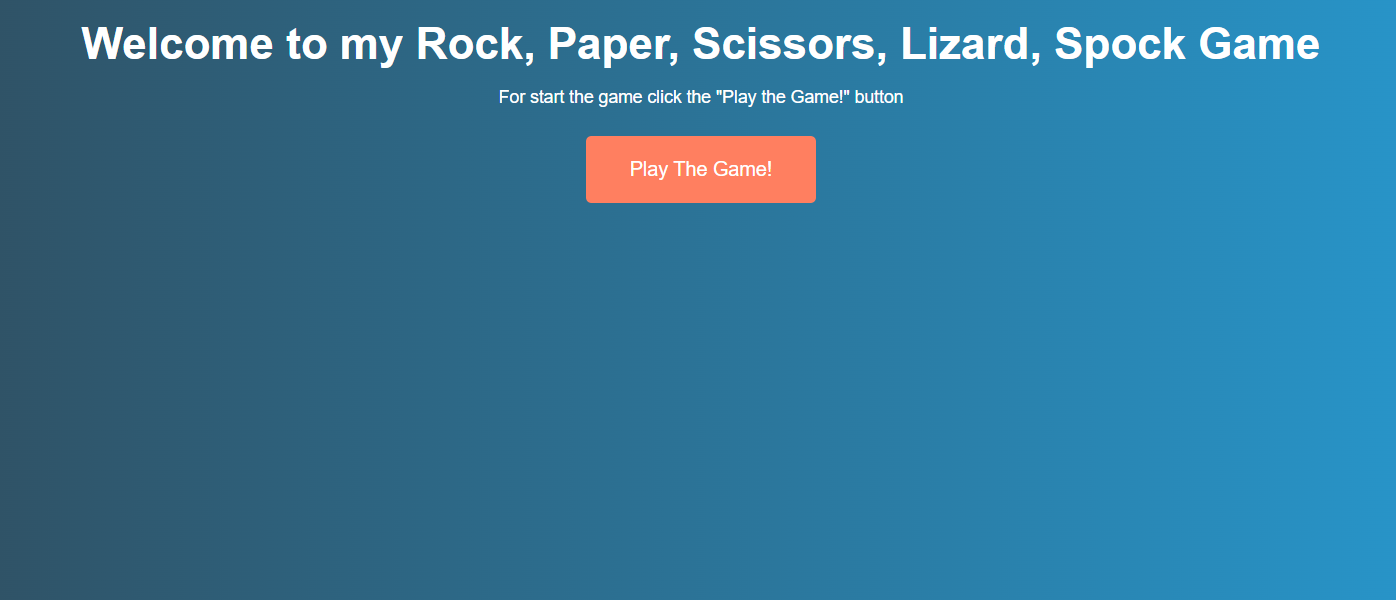 Welcome to my Rock, Paper, Scissors, Lizard, Spock Game
For start the game click the "Play the Game!" button
Play The Game!